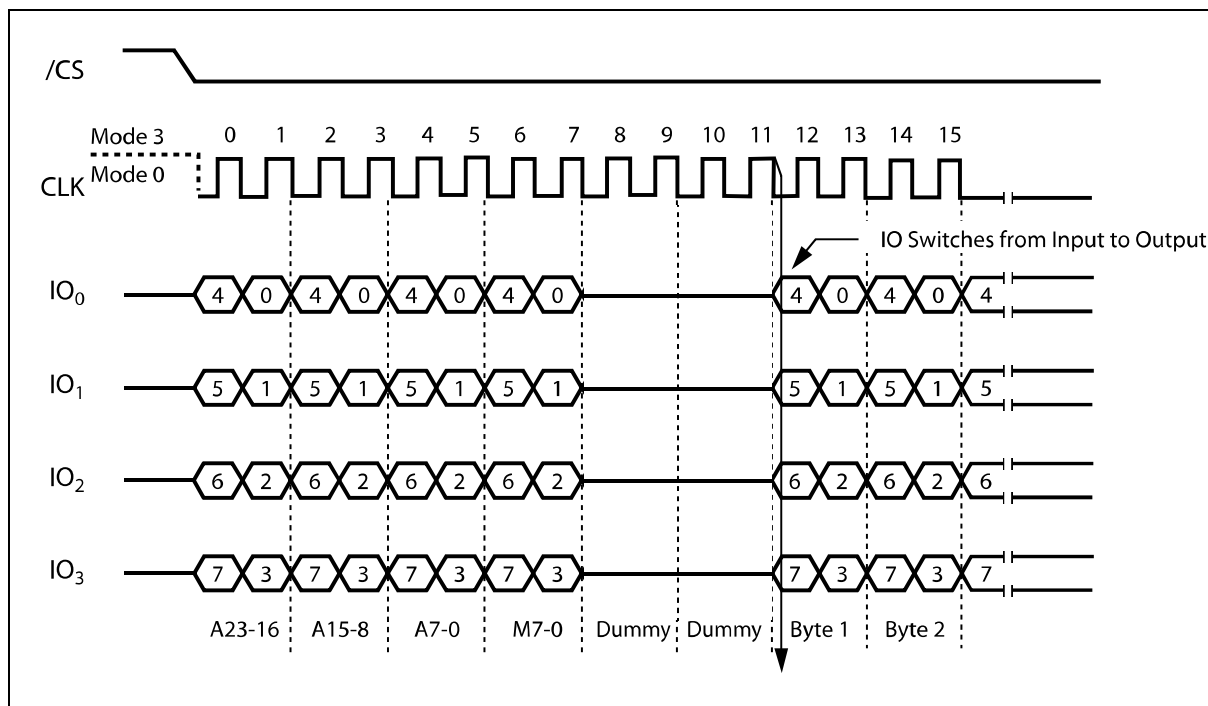 /CS
Mode 3
0 1 2 3 4 5 6 7 8 9 10 11 12 13 14 15
CLK
Mode 0
IO Switches from Input to Output
IO₀ 4 0 4 0 4 0 4 0 4 0 4 0 4
IO₁ 5 1 5 1 5 1 5 1 5 1 5 1 5
IO₂ 6 2 6 2 6 2 6 2 6 2 6 2 6
IO₃ 7 3 7 3 7 3 7 3 7 3 7 3 7
A23-16 A15-8 A7-0 M7-0 Dummy Dummy Byte 1 Byte 2